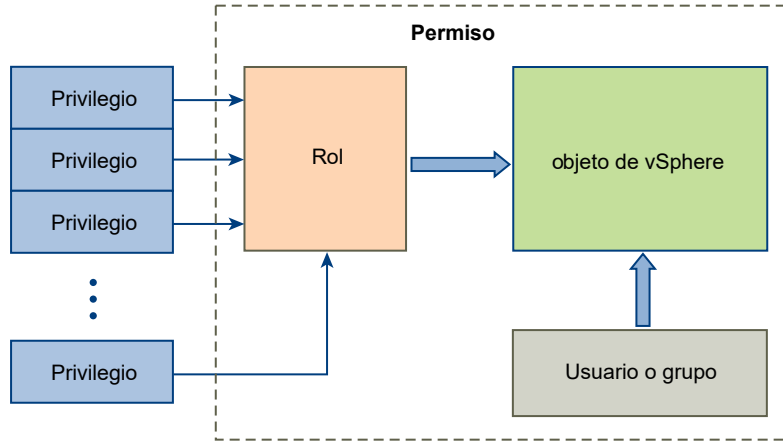 Permiso
Privilegio
Privilegio
Privilegio
Privilegio
Rol
objeto de vSphere
Usuario o grupo